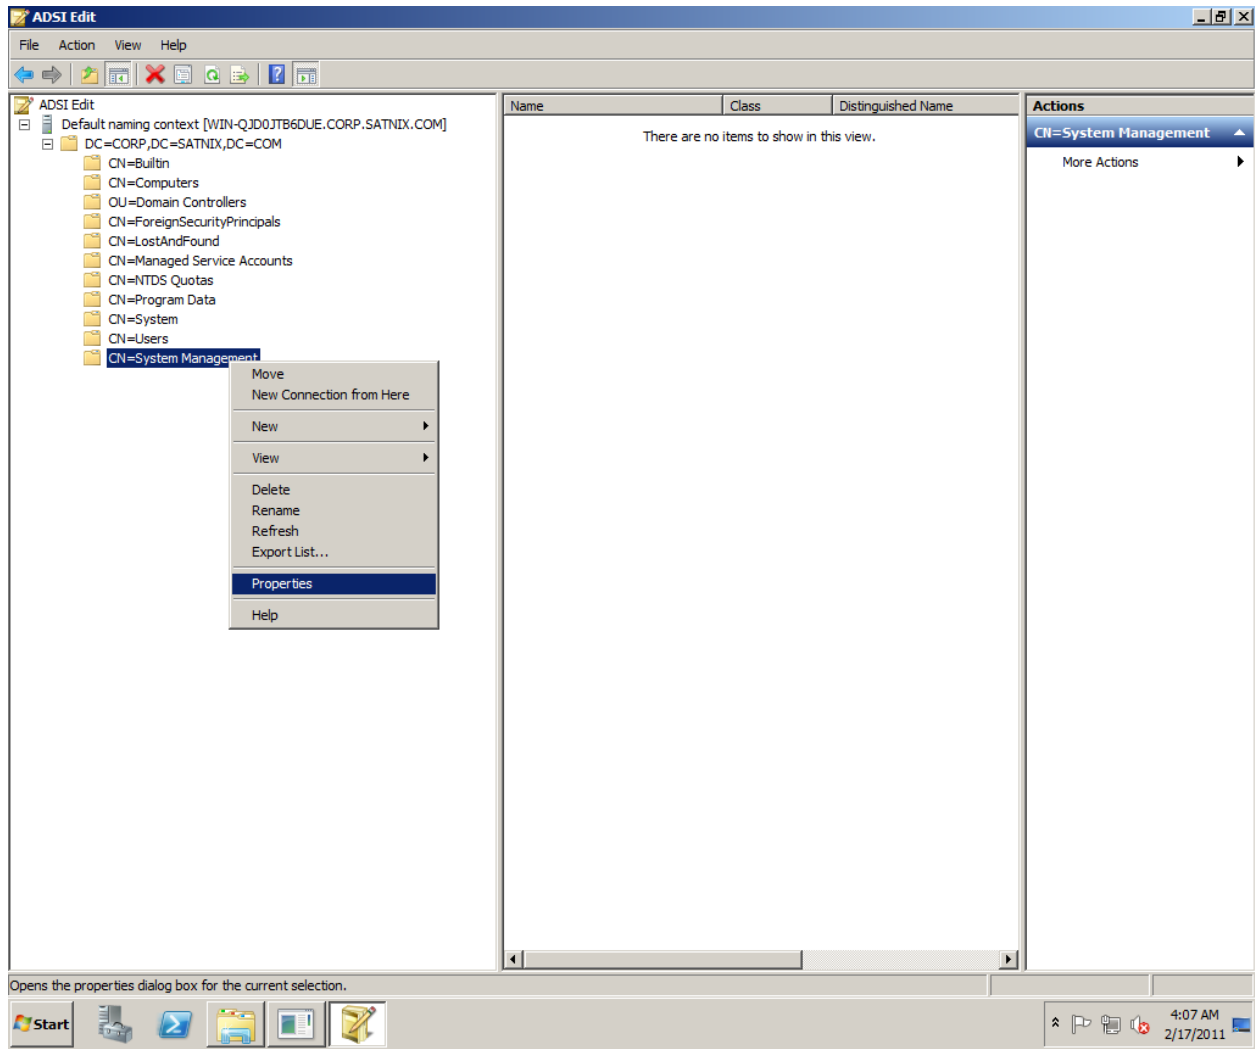 ADSI Edit
File Action View Help
ADSI Edit
Default naming context [WIN-QJD0JTB6DUE.CORP.SATNIX.COM]
DC=CORP,DC=SATNIX,DC=COM
CN=Builtin
CN=Computers
OU=Domain Controllers
CN=ForeignSecurityPrincipals
CN=LostAndFound
CN=Managed Service Accounts
CN=NTDS Quotas
CN=Program Data
CN=System
CN=Users
CN=System Management
Move
New Connection from Here
New
View
Delete
Rename
Refresh
Export List...
Properties
Help
Name Class Distinguished Name
There are no items to show in this view.
Actions
CN=System Management
More Actions
Opens the properties dialog box for the current selection.
Start
4:07 AM
2/17/2011